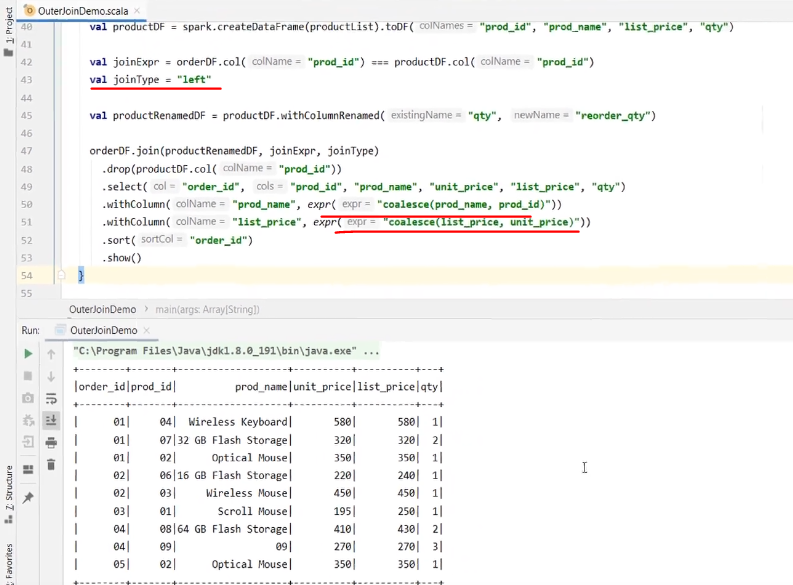 OuterJoinDemo.scala ×
1: Project
40 val productDF = spark.createDataFrame(productList).toDF( colNames = "prod_id", "prod_name", "list_price", "qty")
41
42 val joinExpr = orderDF.col( colName = "prod_id") === productDF.col( colName = "prod_id")
43 val joinType = "left"
44
45 val productRenamedDF = productDF.withColumnRenamed( existingName = "qty", newName = "reorder_qty")
46
47 orderDF.join(productRenamedDF, joinExpr, joinType)
48 .drop(productDF.col( colName = "prod_id"))
49 .select( col = "order_id", cols = "prod_id", "prod_name", "unit_price", "list_price", "qty")
50 .withColumn( colName = "prod_name", expr( expr = "coalesce(prod_name, prod_id)"))
51 .withColumn( colName = "list_price", expr( expr = "coalesce(list_price, unit_price)"))
52 .sort( sortCol = "order_id")
53 .show()
54 }
55
OuterJoinDemo › main(args: Array[String])
Run: OuterJoinDemo ×
"C:\Program Files\Java\jdk1.8.0_191\bin\java.exe" ...
+--------+-------+----------------+----------+----------+---+
|order_id|prod_id| prod_name|unit_price|list_price|qty|
+--------+-------+----------------+----------+----------+---+
| 01| 04| Wireless Keyboard| 580| 580| 1|
| 01| 07|32 GB Flash Storage| 320| 320| 2|
| 01| 02| Optical Mouse| 350| 350| 1|
| 02| 06|16 GB Flash Storage| 220| 240| 1|
| 02| 03| Wireless Mouse| 450| 450| 1|
| 03| 01| Scroll Mouse| 195| 250| 1|
| 04| 08|64 GB Flash Storage| 410| 430| 2|
| 04| 09| 09| 270| 270| 3|
| 05| 02| Optical Mouse| 350| 350| 1|
+--------+-------+----------------+----------+----------+---+
Z: Structure
Favorites